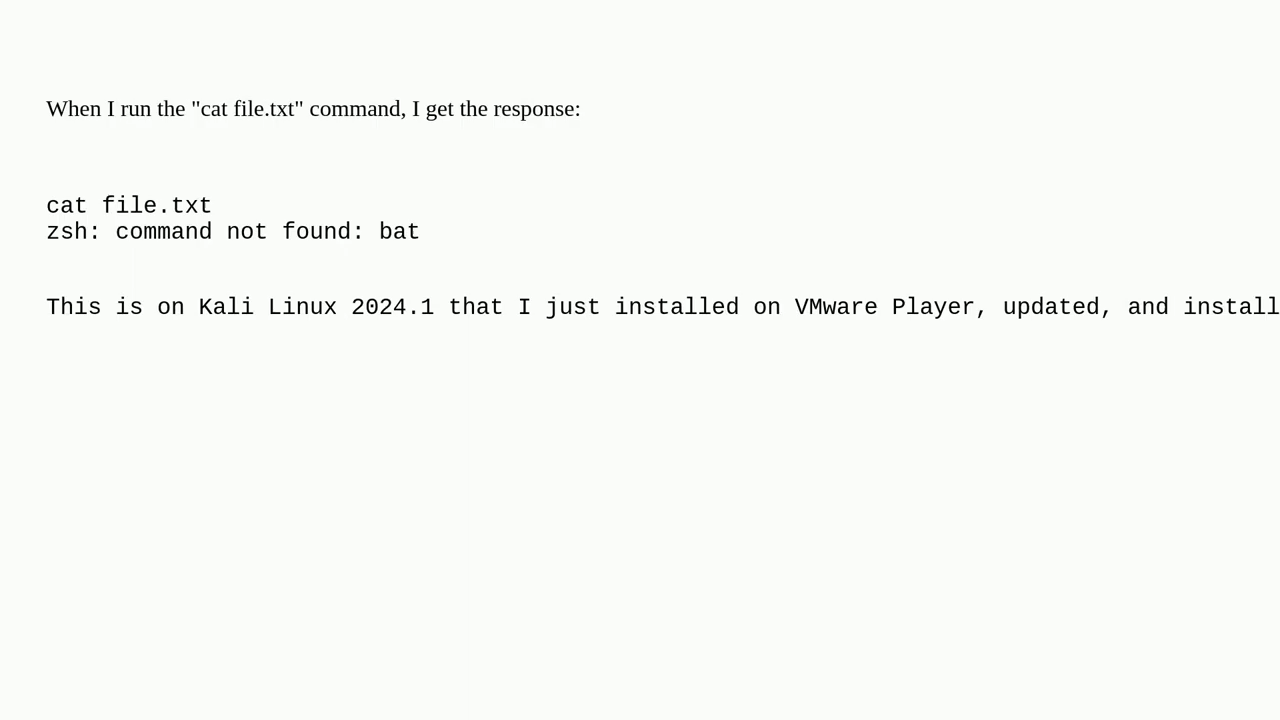 When I run the "cat file.txt" command, I get the response:
cat file.txt
zsh: command not found: bat
This is on Kali Linux 2024.1 that I just installed on VMware Player, updated, and install